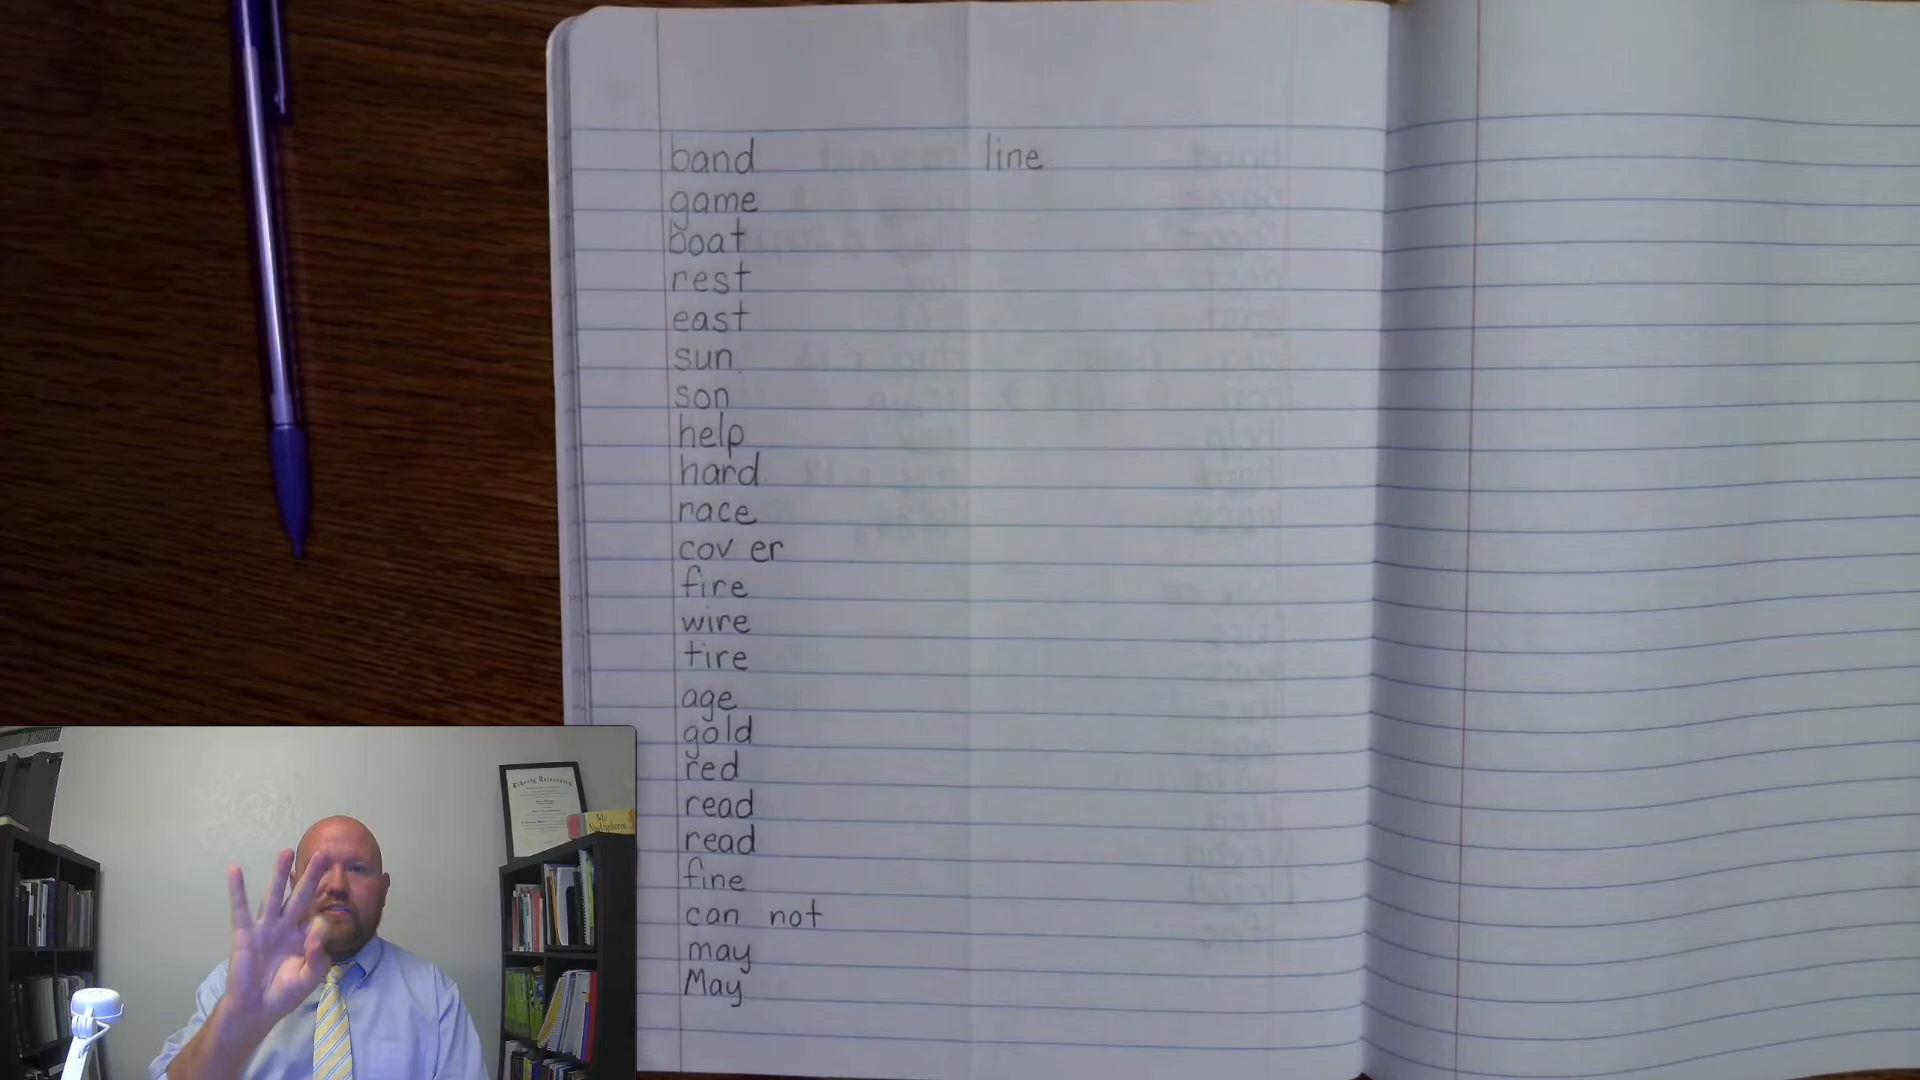 band
game
boat
rest
east
sun
son
help
hard
race
cov er
fire
wire
tire
age
gold
red
read
read
fine
can not
may
May
line
Mr.